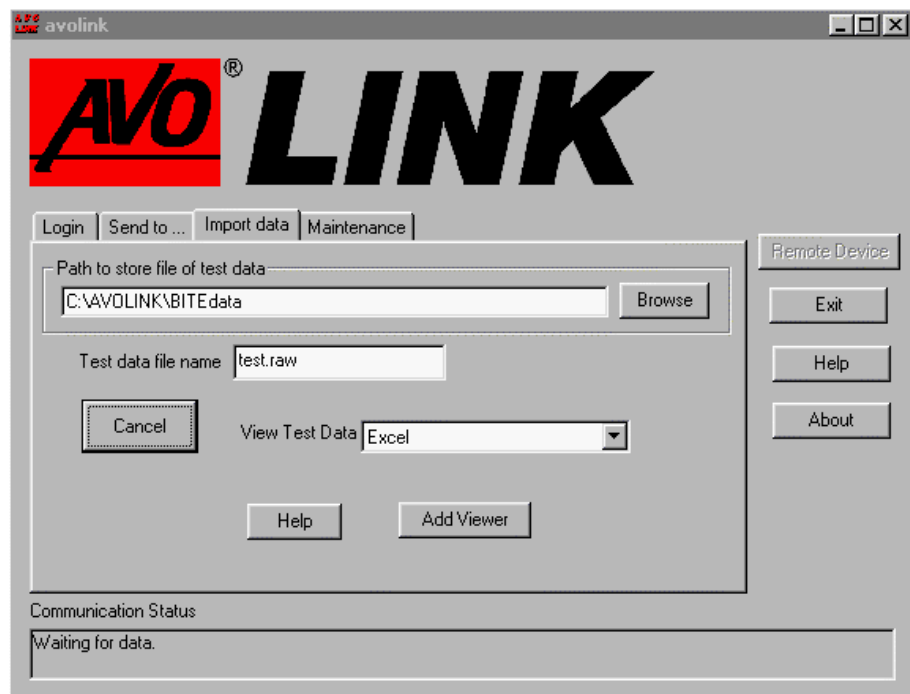 avolink
AVO® LINK
Login Send to ... Import data Maintenance
Remote Device
Path to store file of test data
C:\AVOLINK\BITEdata Browse
Exit
Test data file name test.raw
Help
Cancel
View Test Data Excel
About
Help Add Viewer
Communication Status
Waiting for data.